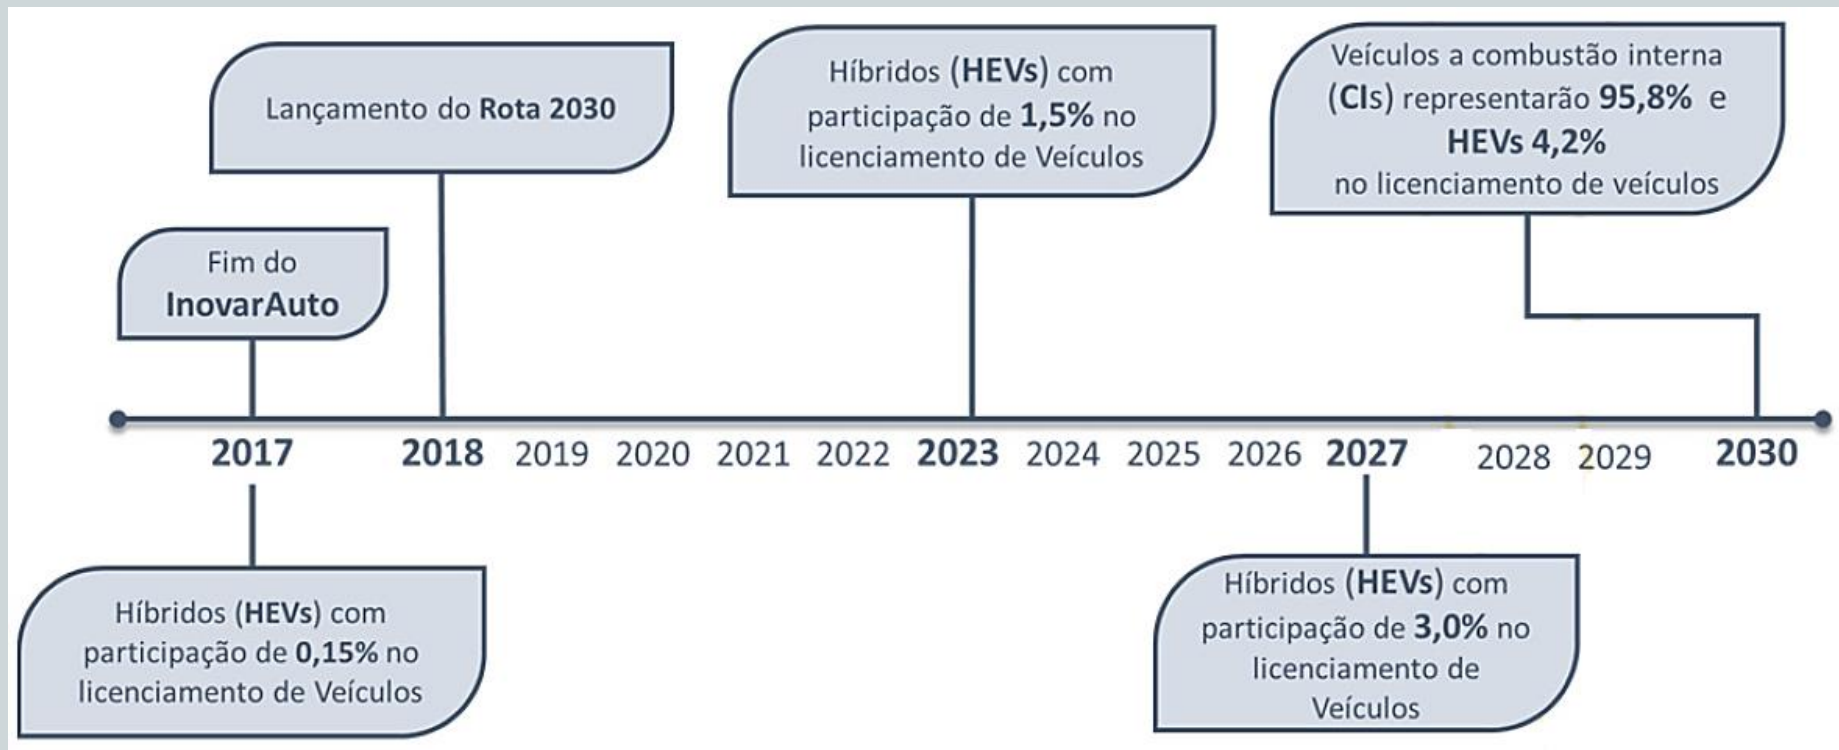 Lançamento do Rota 2030
Híbridos (HEVs) com
participação de 1,5% no
licenciamento de Veículos
Veículos a combustão interna
(CIs) representarão 95,8% e
HEVs 4,2%
no licenciamento de veículos
Fim do
InovarAuto
2017 2018 2019 2020 2021 2022 2023 2024 2025 2026 2027 2028 2029 2030
Híbridos (HEVs) com
participação de 0,15% no
licenciamento de Veículos
Híbridos (HEVs) com
participação de 3,0% no
licenciamento de
Veículos